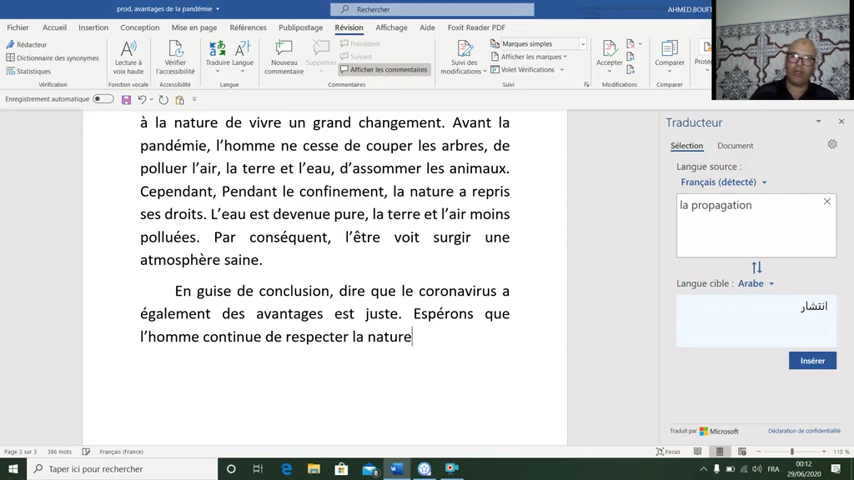 prod, avantages de la pandémie
Rechercher
AHMED.BOUFT
Fichier Accueil Insertion Conception Mise en page Références Publipostage Révision Affichage Aide Foxit Reader PDF
Rédacteur
Dictionnaire des synonymes
Statistiques
Vérification
Lecture à
voix haute
Fonction vocale
Vérifier
l'accessibilité
Accessibilité
Traduire Langue
Langue
Nouveau
commentaire
Supprimer
Précédent
Suivant
Afficher les commentaires
Commentaires
Suivi des
modifications
Marques simples
Afficher les marques
Volet Vérifications
Suivi
Accepter
Modifications
Comparer
Comparer
Enregistrement automatique
à la nature de vivre un grand changement. Avant la
pandémie, l'homme ne cesse de couper les arbres, de
polluer l'air, la terre et l'eau, d'assommer les animaux.
Cependant, Pendant le confinement, la nature a repris
ses droits. L'eau est devenue pure, la terre et l'air moins
polluées. Par conséquent, l'être voit surgir une
atmosphère saine.
En guise de conclusion, dire que le coronavirus a
également des avantages est juste. Espérons que
l'homme continue de respecter la nature
Traducteur
Sélection Document
Langue source :
Français (détecté)
la propagation
Langue cible : Arabe
انتشار
Insérer
Traduit par Microsoft
Déclaration de confidentialité
Page 3 sur 3 386 mots Français (France)
Focus
110 %
Taper ici pour rechercher
FRA
00:12
29/06/2020